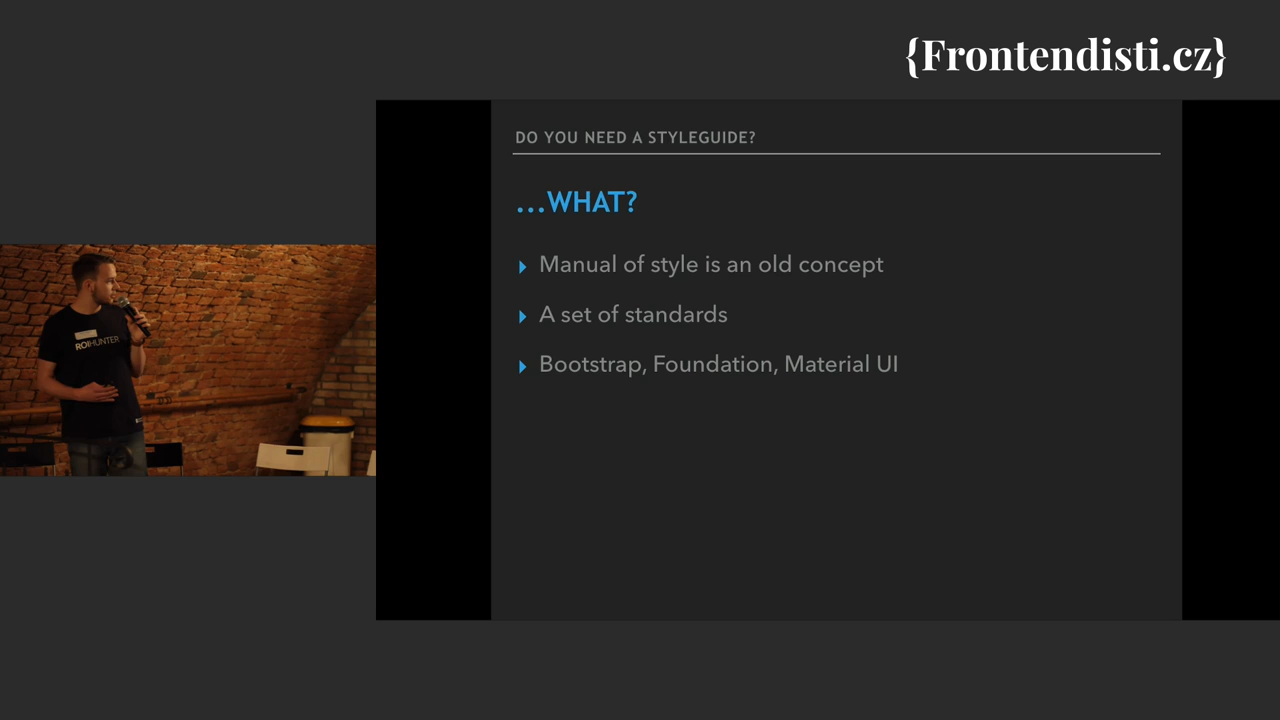 {Frontendisti.cz}
DO YOU NEED A STYLEGUIDE?
...WHAT?
Manual of style is an old concept
A set of standards
Bootstrap, Foundation, Material UI
ROIHUNTER